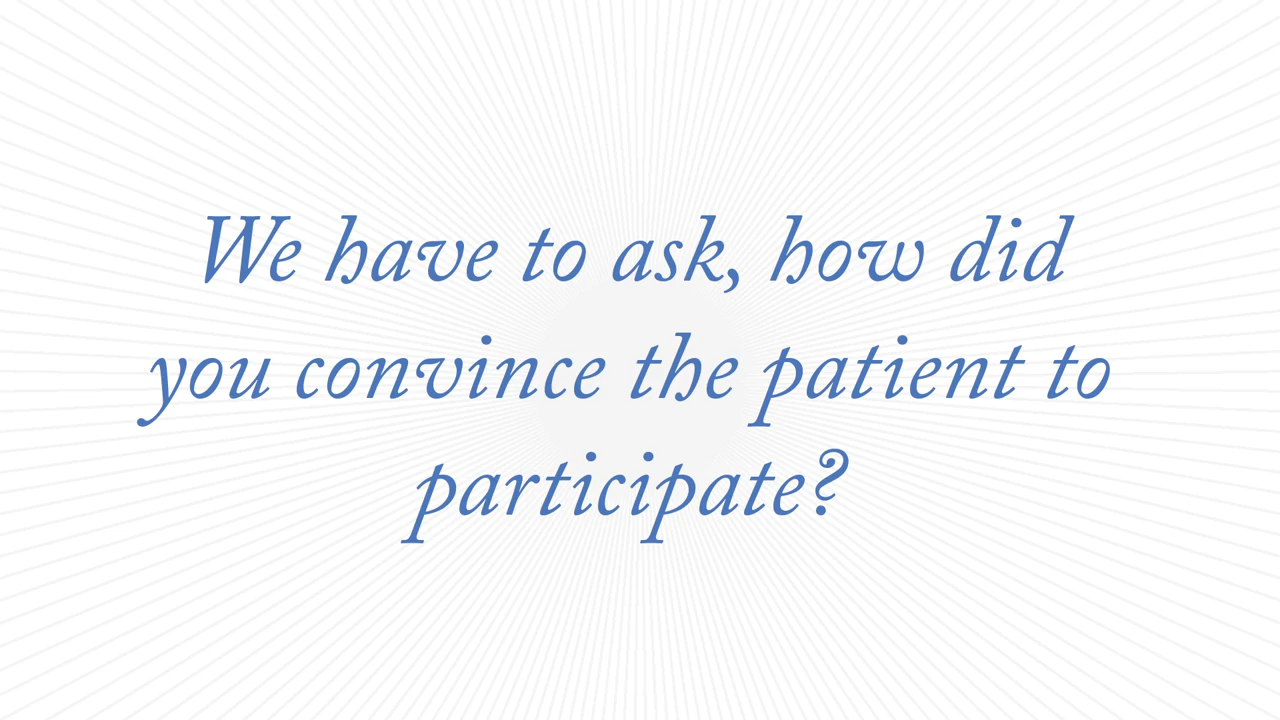 We have to ask, how did
you convince the patient to
participate?